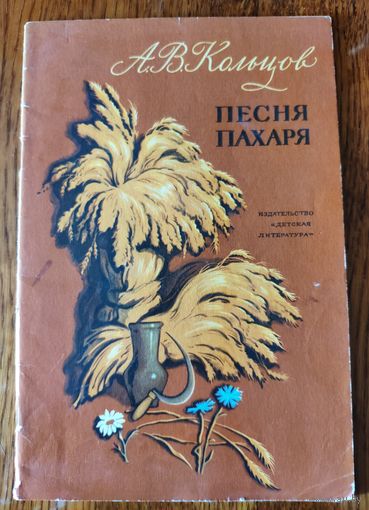 А.В.Кольцов
ПЕСНЯ
ПАХАРЯ
ИЗДАТЕЛЬСТВО
«ДЕТСКАЯ
ЛИТЕРАТУРА"